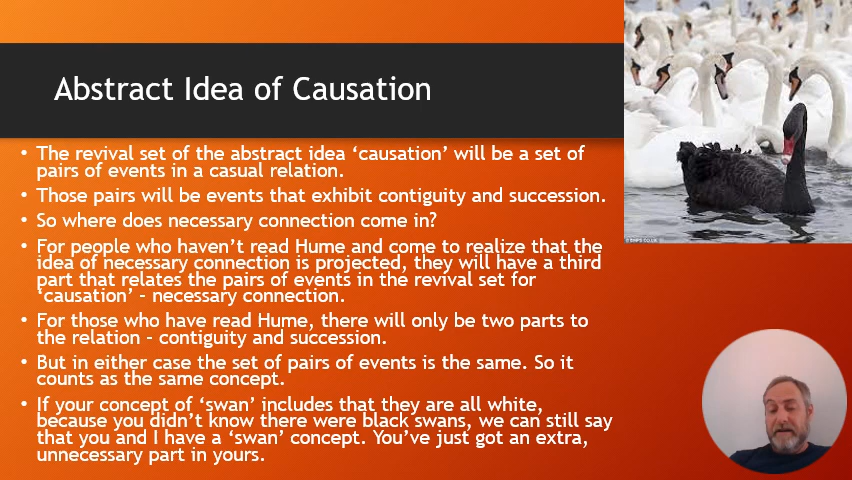 Abstract Idea of Causation
• The revival set of the abstract idea ‘causation’ will be a set of
pairs of events in a casual relation.
• Those pairs will be events that exhibit contiguity and succession.
• So where does necessary connection come in?
• For people who haven’t read Hume and come to realize that the
idea of necessary connection is projected, they will have a third
part that relates the pairs of events in the revival set for
‘causation’ – necessary connection.
• For those who have read Hume, there will only be two parts to
the relation – contiguity and succession.
• But in either case the set of pairs of events is the same. So it
counts as the same concept.
• If your concept of ‘swan’ includes that they are all white,
because you didn’t know there were black swans, we can still say
that you and I have a ‘swan’ concept. You’ve just got an extra,
unnecessary part in yours.